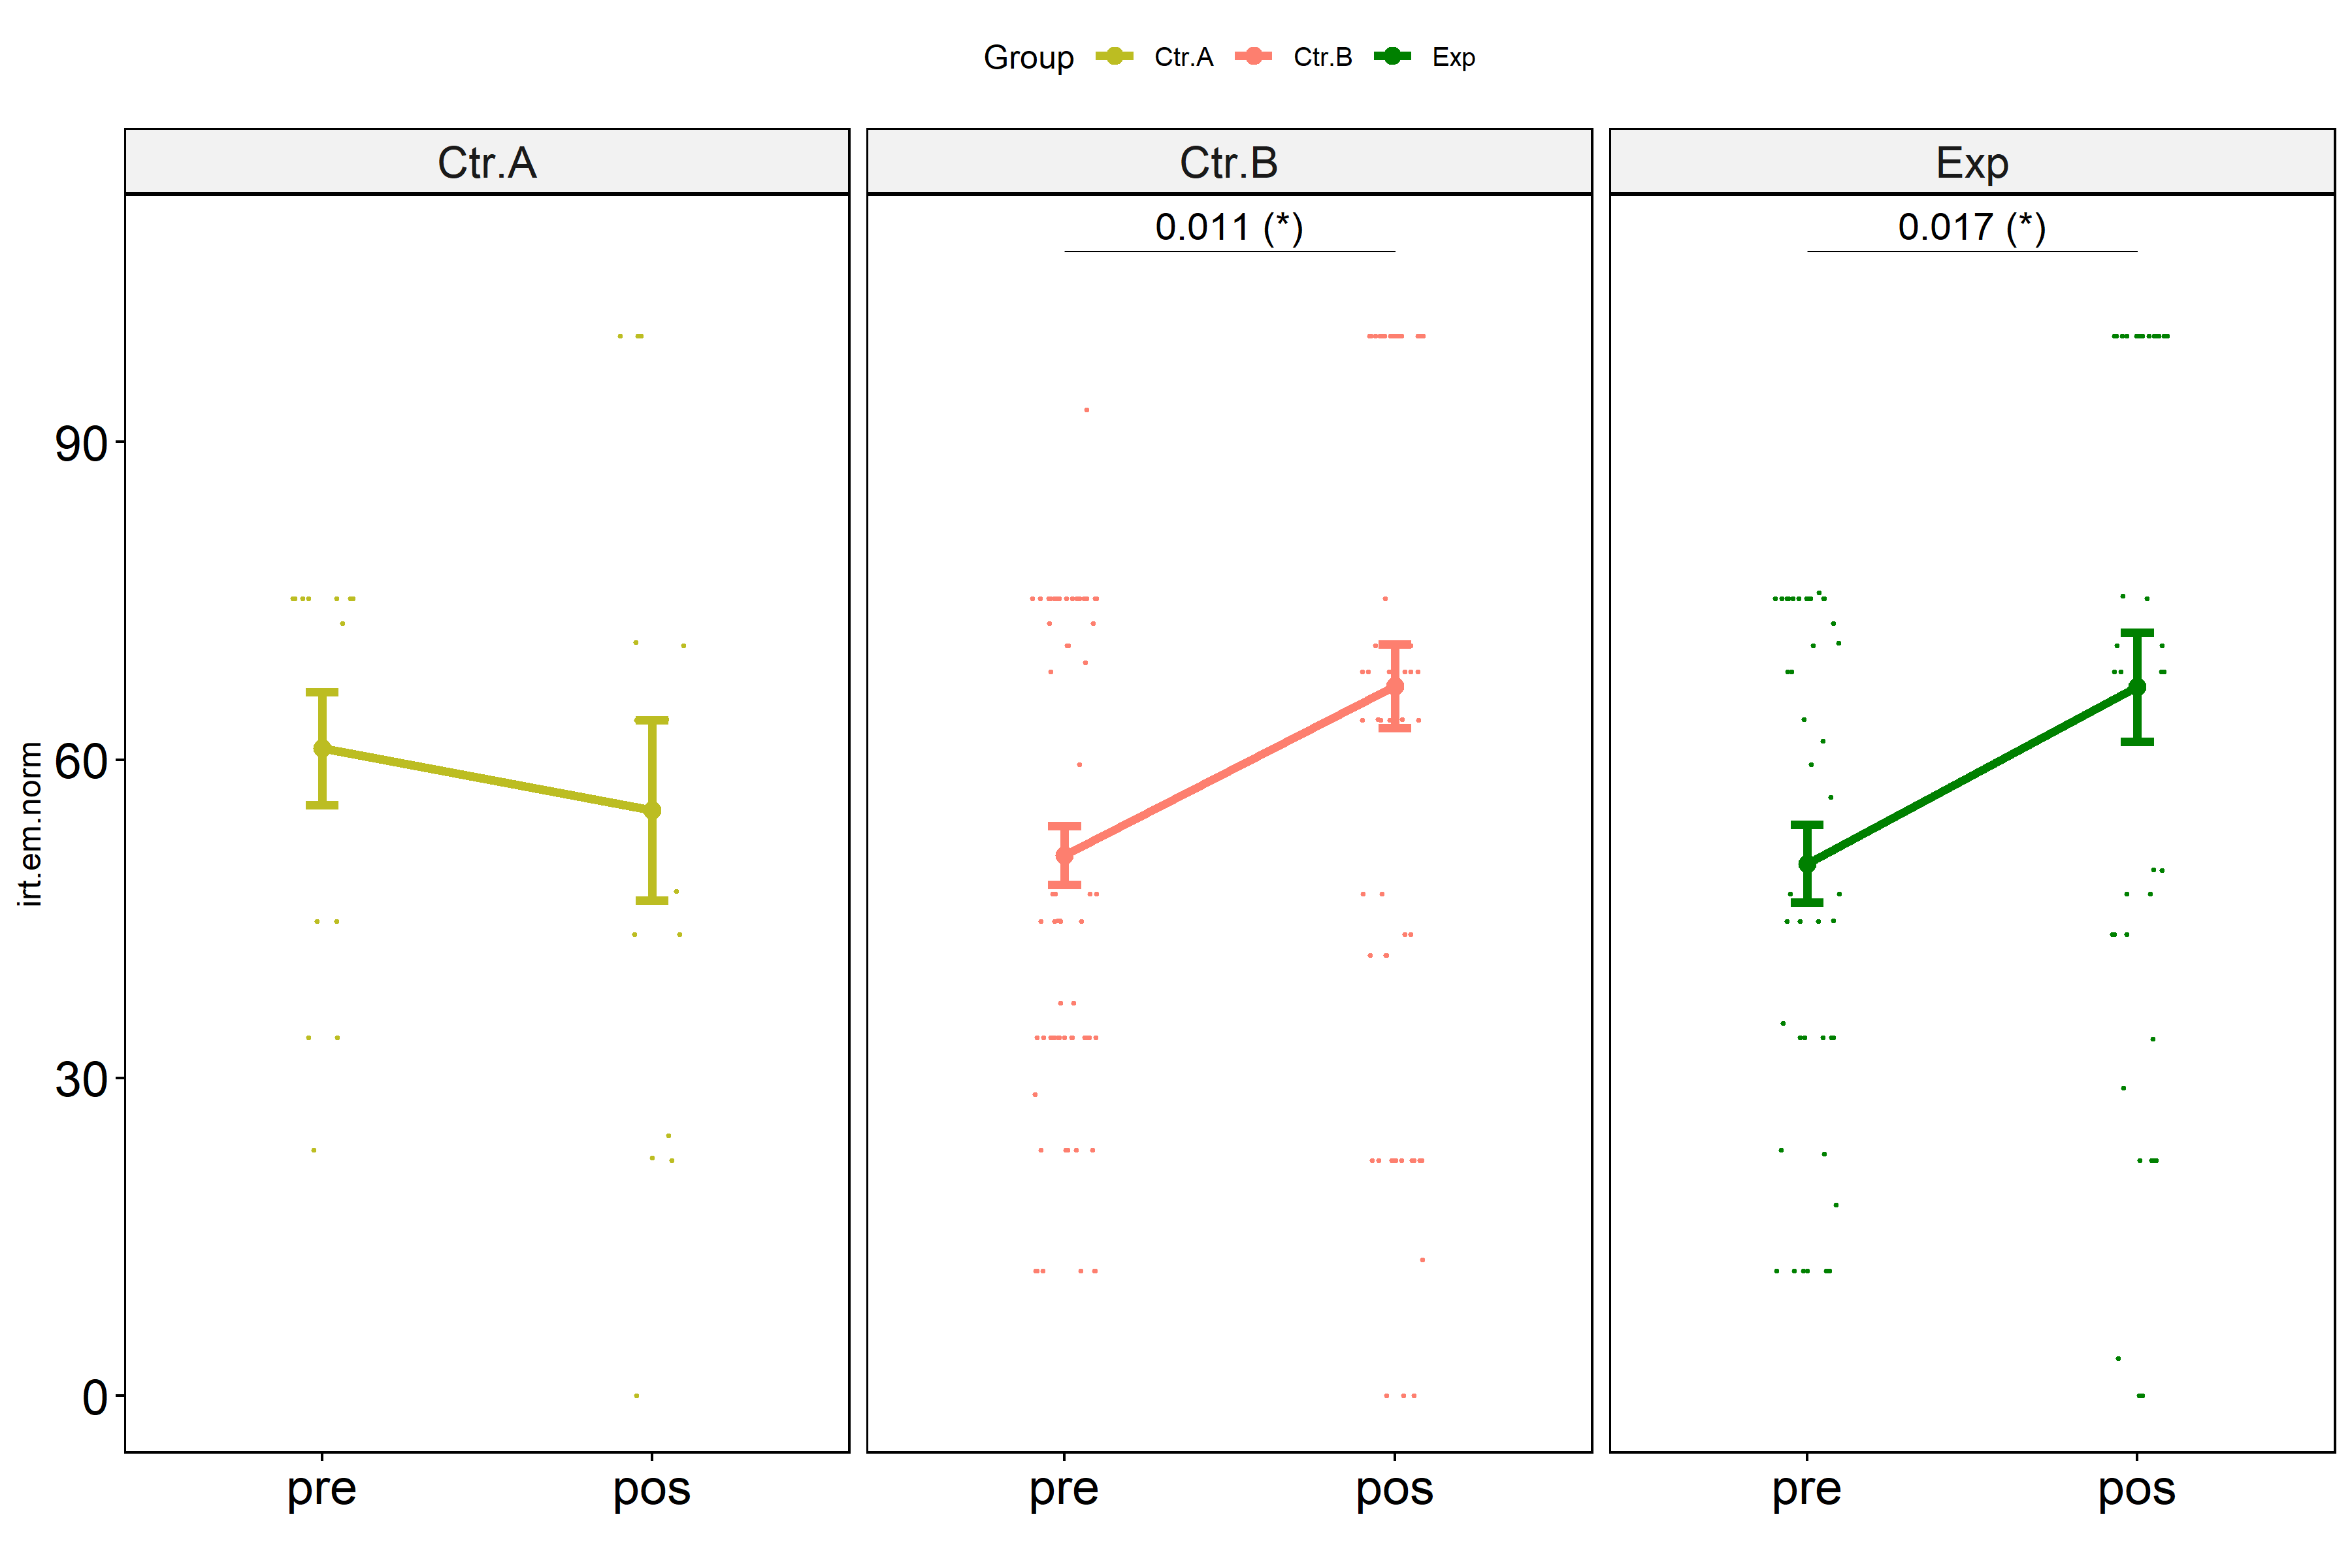 Group Ctr.A Ctr.B Exp
Ctr.A Ctr.B Exp
0.011 (*) 0.017 (*)
90
60
30
0
irt.em.norm
pre pos pre pos pre pos